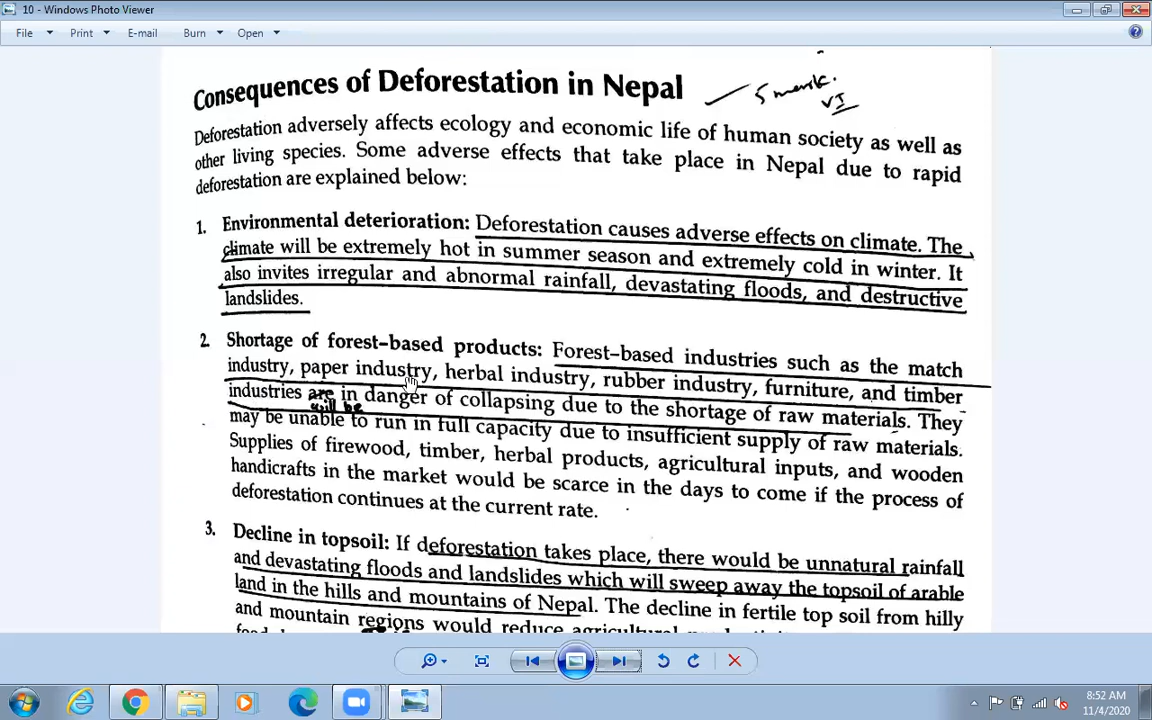 10 - Windows Photo Viewer
File Print E-mail Burn Open
Consequences of Deforestation in Nepal
5 mark.
VI
Deforestation adversely affects ecology and economic life of human society as well as
other living species. Some adverse effects that take place in Nepal due to rapid
deforestation are explained below:
1. Environmental deterioration: Deforestation causes adverse effects on climate. The
climate will be extremely hot in summer season and extremely cold in winter. It
also invites irregular and abnormal rainfall, devastating floods, and destructive
landslides.
2. Shortage of forest-based products: Forest-based industries such as the match
industry, paper industry, herbal industry, rubber industry, furniture, and timber
industries are in danger of collapsing due to the shortage of raw materials. They
will be
may be unable to run in full capacity due to insufficient supply of raw materials.
Supplies of firewood, timber, herbal products, agricultural inputs, and wooden
handicrafts in the market would be scarce in the days to come if the process of
deforestation continues at the current rate.
3. Decline in topsoil: If deforestation takes place, there would be unnatural rainfall
and devastating floods and landslides which will sweep away the topsoil of arable
land in the hills and mountains of Nepal. The decline in fertile top soil from hilly
and mountain regions would reduce
8:52 AM
11/4/2020